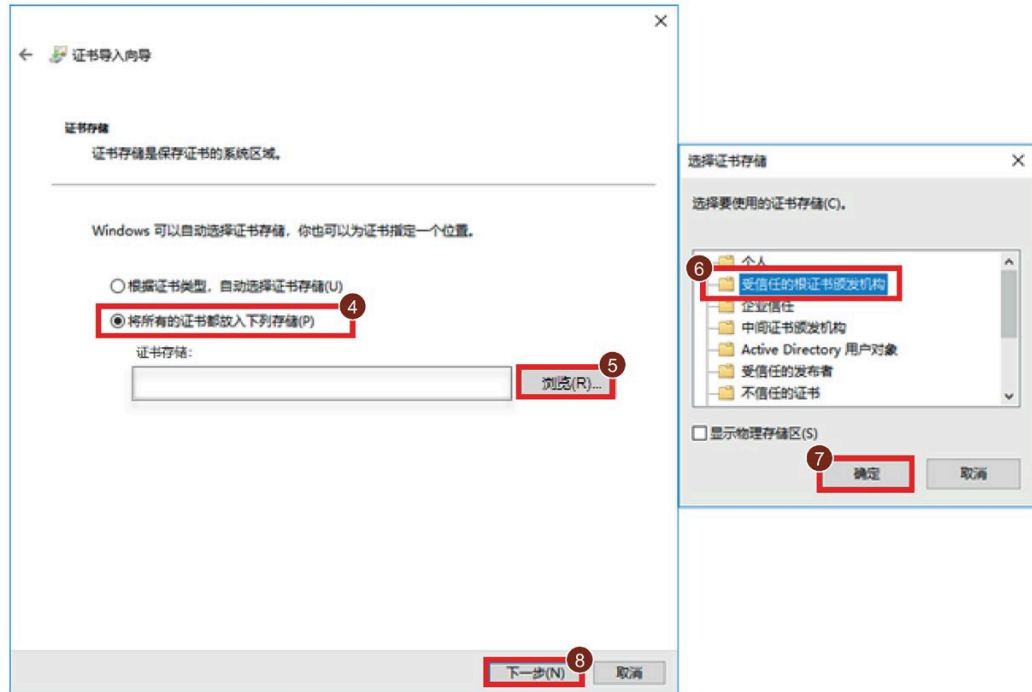 证书导入向导
证书存储
证书存储是保存证书的系统区域。
Windows 可以自动选择证书存储，你也可以为证书指定一个位置。
根据证书类型，自动选择证书存储(U)
4
将所有的证书都放入下列存储(P)
证书存储：
5
浏览(R)...
8
下一步(N)
取消
选择证书存储
选择要使用的证书存储(C)。
个人
6
受信任的根证书颁发机构
企业信任
中间证书颁发机构
Active Directory 用户对象
受信任的发布者
不信任的证书
显示物理存储区(S)
7
确定
取消